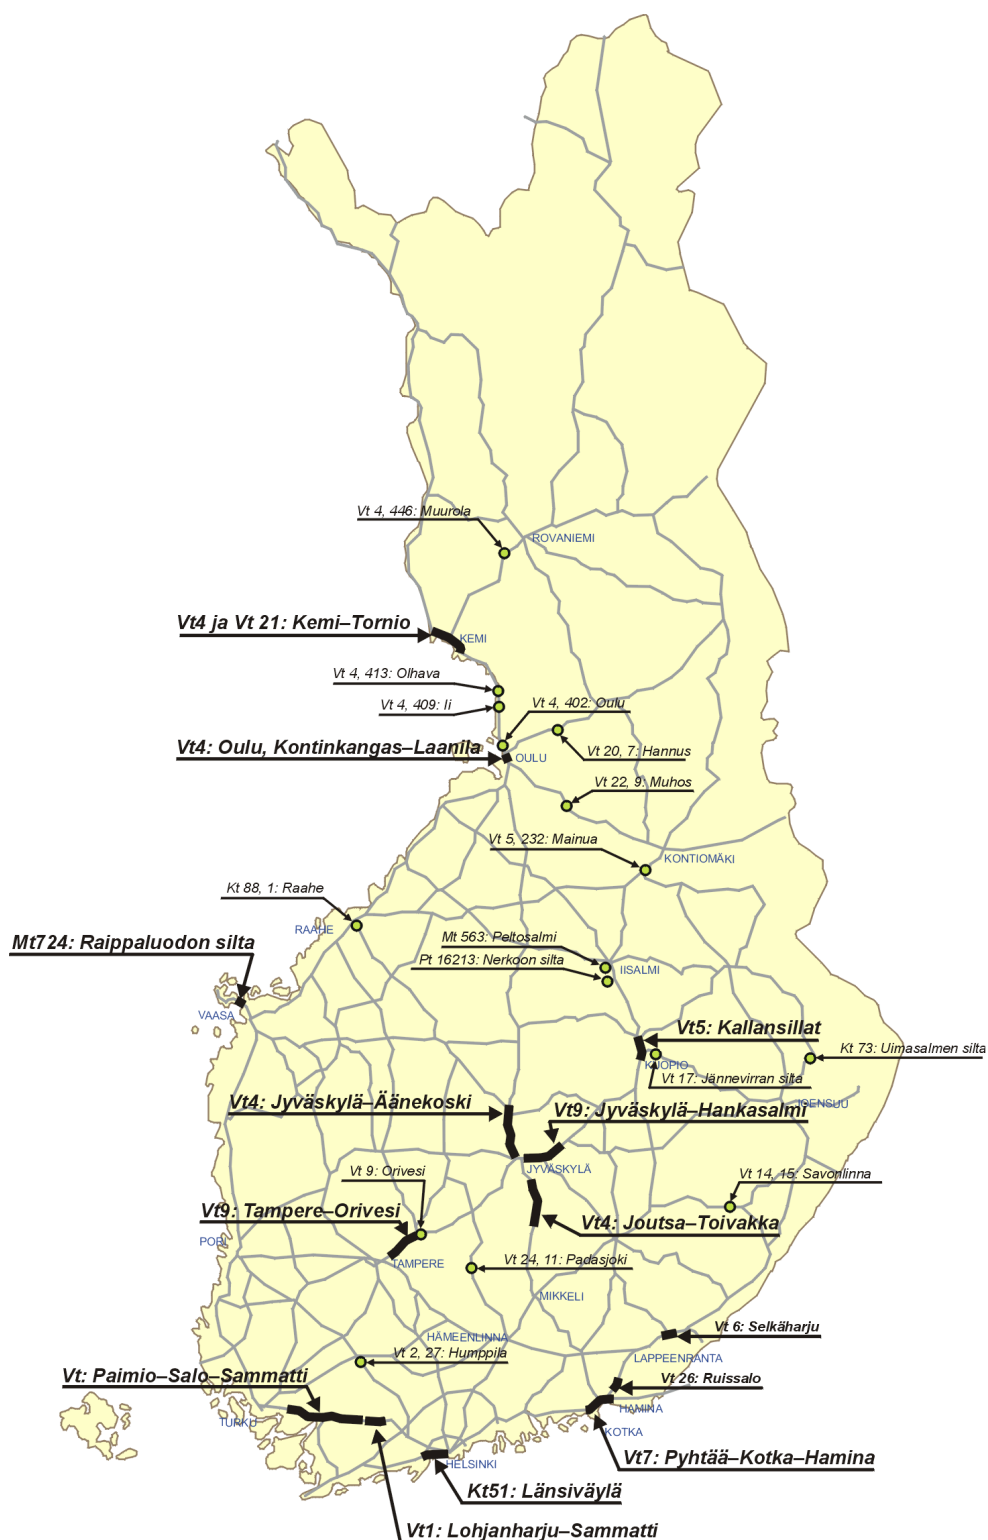 Vt 4, 446: Muurola
ROVANIEMI
Vt4 ja Vt 21: Kemi–Tornio
KEMI
Vt 4, 413: Olhava
Vt 4, 409: Ii
Vt 4, 402: Oulu
Vt4: Oulu, Kontinkangas–Laanila
OULU
Vt 20, 7: Hannus
Vt 22, 9: Muhos
Vt 5, 232: Mainua
KONTIOMÄKI
Kt 88, 1: Raahe
RAAHE
Mt724: Raippaluodon silta
Mt 563: Peltosalmi
Pt 16213: Nerkoon silta
IISALMI
VAASA
Vt5: Kallansillat
Kt 73: Uimasalmen silta
KUOPIO
Vt 17: Jännevirran silta
Vt4: Jyväskylä–Äänekoski
Vt9: Jyväskylä–Hankasalmi
JOENSUU
JYVÄSKYLÄ
Vt 9: Orivesi
Vt 14, 15: Savonlinna
Vt9: Tampere–Orivesi
Vt4: Joutsa–Toivakka
PORI
TAMPERE
Vt 24, 11: Padasjoki
MIKKELI
Vt 6: Selkäharju
HÄMEENLINNA
Vt 2, 27: Humppila
LAPPEENRANTA
Vt: Paimio–Salo–Sammatti
Vt 26: Ruissalo
HAMINA
TURKU
KOTKA
Vt7: Pyhtää–Kotka–Hamina
HELSINKI
Kt51: Länsiväylä
Vt1: Lohjanharju–Sammatti